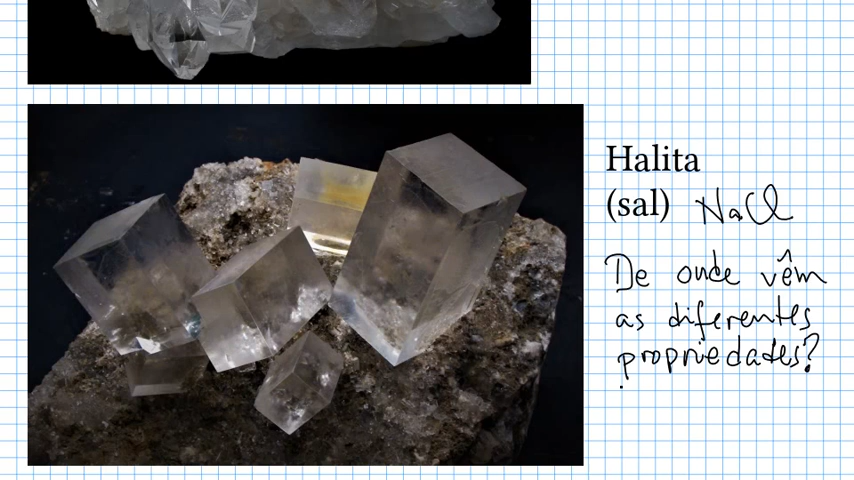 Halita
(sal) NaCl
De onde vêm
as diferentes
propriedades?